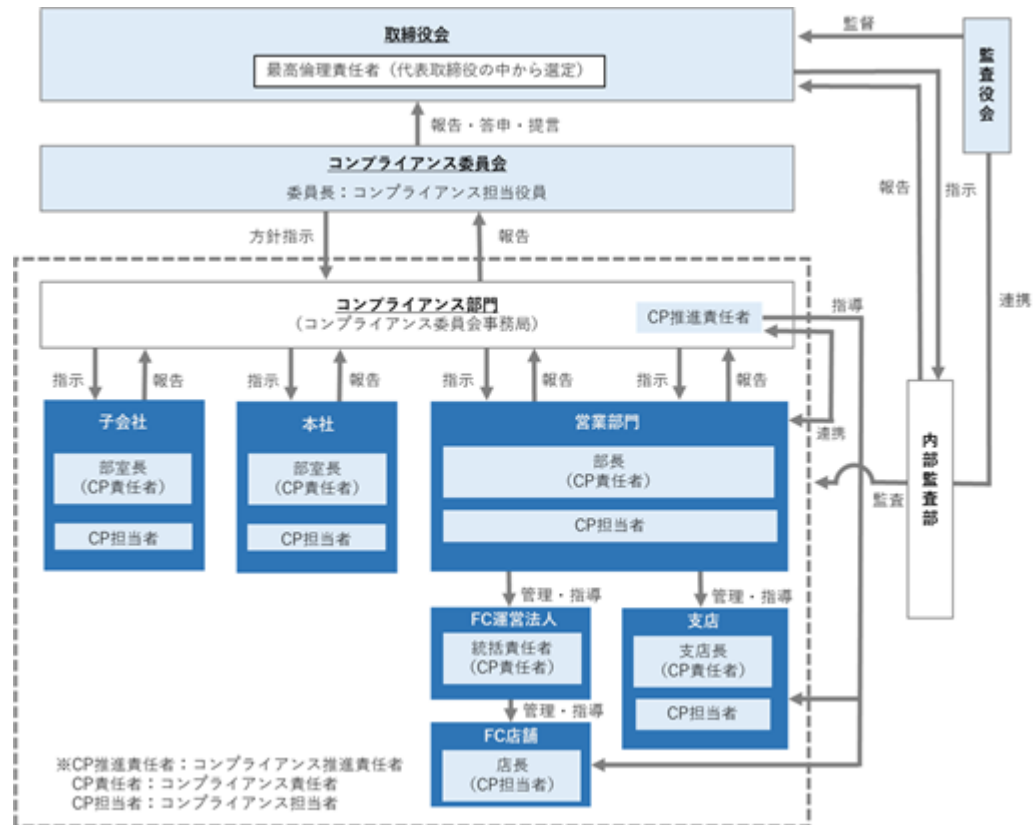 取締役会
最高倫理責任者（代表取締役の中から選定）
監督
監査役会
報告・答申・提言
コンプライアンス委員会
委員長：コンプライアンス担当役員
報告
指示
連携
方針指示
報告
コンプライアンス部門
（コンプライアンス委員会事務局）
CP推進責任者
指導
指示
報告
指示
報告
指示
報告
指示
報告
連携
子会社
部室長
（CP責任者）
CP担当者
本社
部室長
（CP責任者）
CP担当者
営業部門
部長
（CP責任者）
CP担当者
内部監査部
監査
管理・指導
管理・指導
FC運営法人
統括責任者
（CP責任者）
支店
支店長
（CP責任者）
CP担当者
管理・指導
FC店舗
店長
（CP担当者）
※CP推進責任者：コンプライアンス推進責任者
CP責任者：コンプライアンス責任者
CP担当者：コンプライアンス担当者